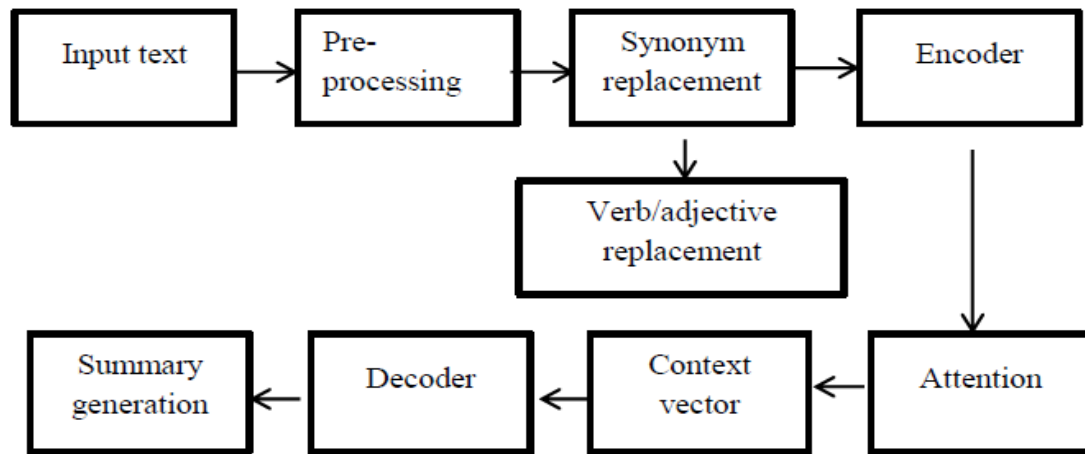 Input text
Pre-
processing
Synonym
replacement
Encoder
Verb/adjective
replacement
Summary
generation
Decoder
Context
vector
Attention